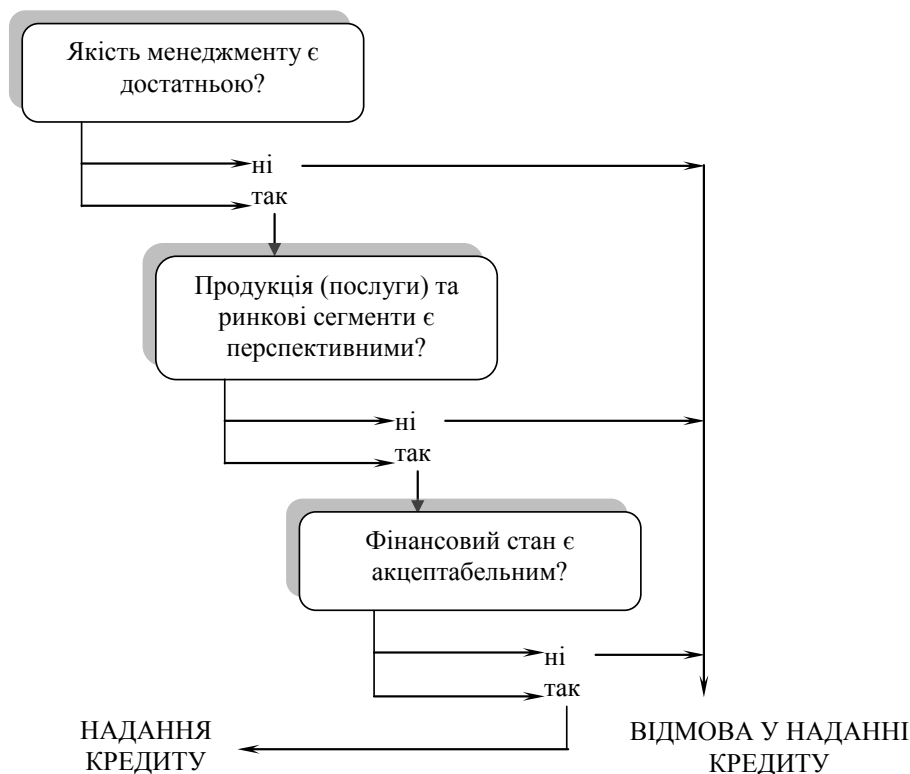 Якість менеджменту є
достатньою?
ні
так
Продукція (послуги) та
ринкові сегменти є
перспективними?
ні
так
Фінансовий стан є
акцептабельним?
ні
так
НАДАННЯ
КРЕДИТУ
ВІДМОВА У НАДАННІ
КРЕДИТУ